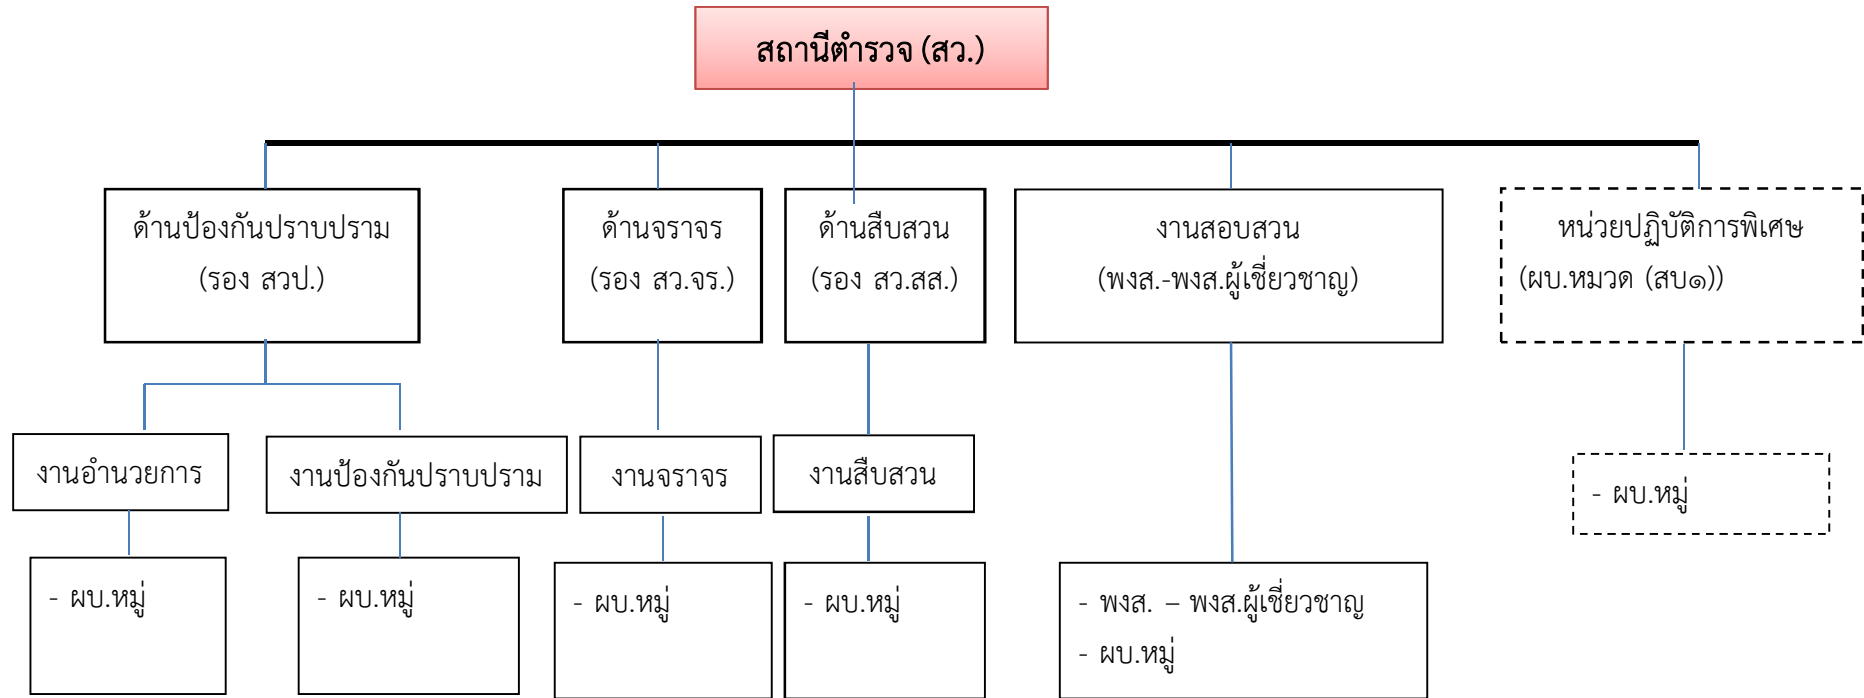 สถานีตำรวจ (สว.)
ด้านป้องกันปราบปราม
(รอง สวป.)
ด้านจราจร
(รอง สว.จร.)
ด้านสืบสวน
(รอง สว.สส.)
งานสอบสวน
(พงส.-พงส.ผู้เชี่ยวชาญ)
หน่วยปฏิบัติการพิเศษ
(ผบ.หมวด (สบ๑))
งานอำนวยการ
งานป้องกันปราบปราม
งานจราจร
งานสืบสวน
- ผบ.หมู่
- ผบ.หมู่
- ผบ.หมู่
- ผบ.หมู่
- ผบ.หมู่
- พงส. – พงส.ผู้เชี่ยวชาญ
- ผบ.หมู่